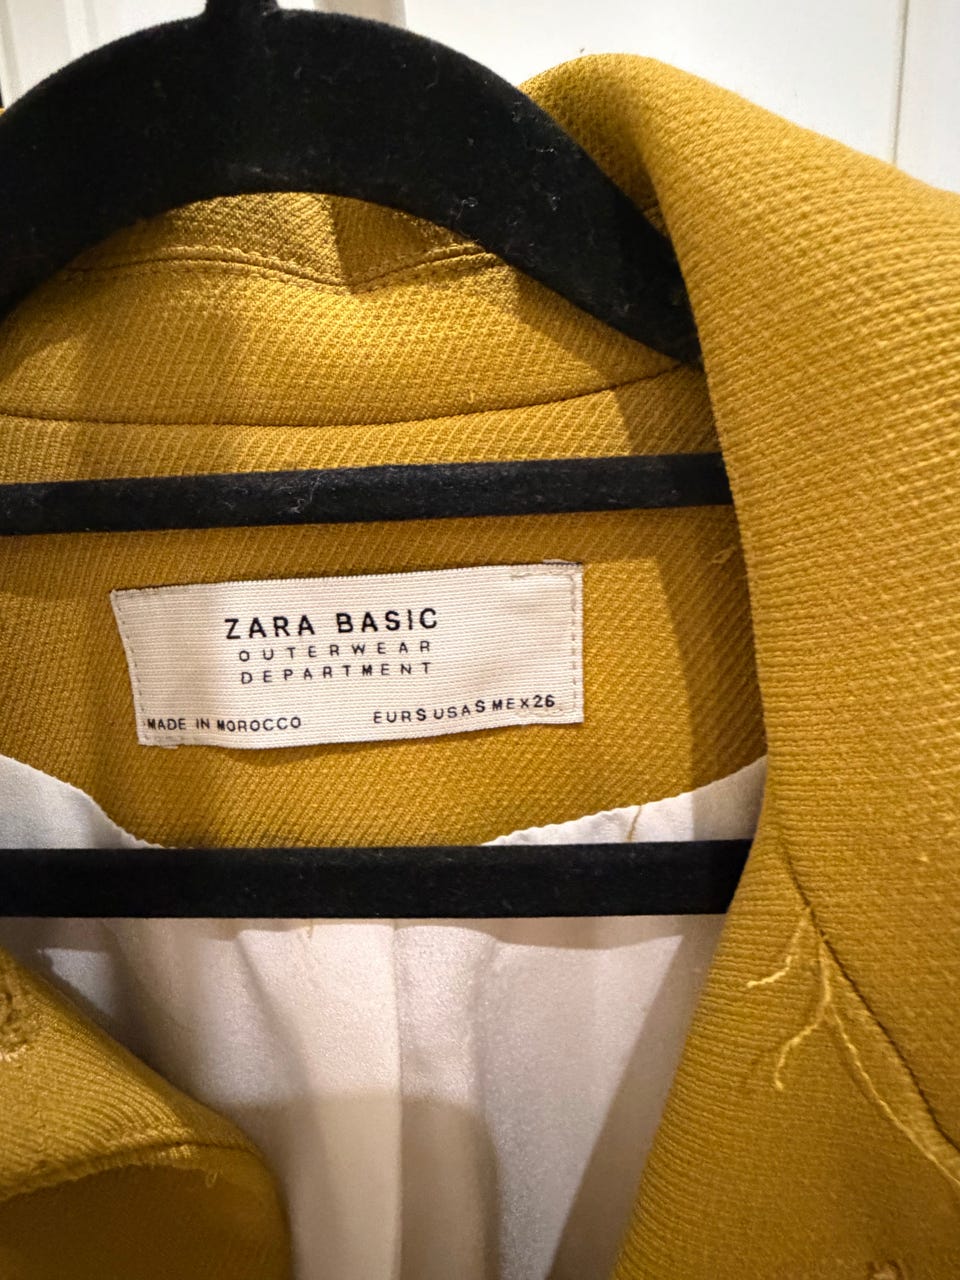 ZARA BASIC
OUTERWEAR
DEPARTMENT
MADE IN MOROCCO EUR S USA S MEX 26